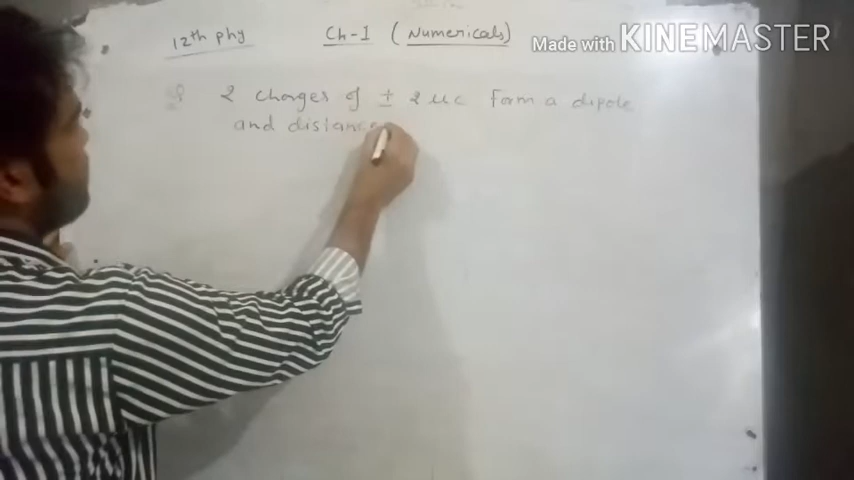 12th phy Ch-1 (Numericals)
Made with KINEMASTER
Q 2 charges of ± 2 uc form a dipole
and distance